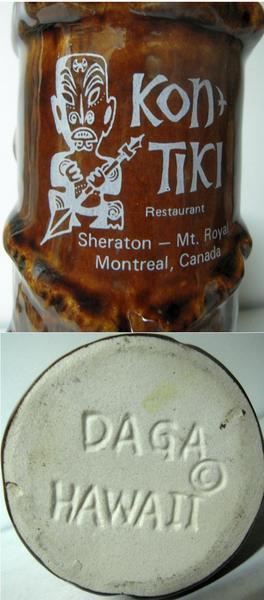 KON-
TIKI
Restaurant
Sheraton — Mt. Royal
Montreal, Canada
DAGA
©
HAWAII